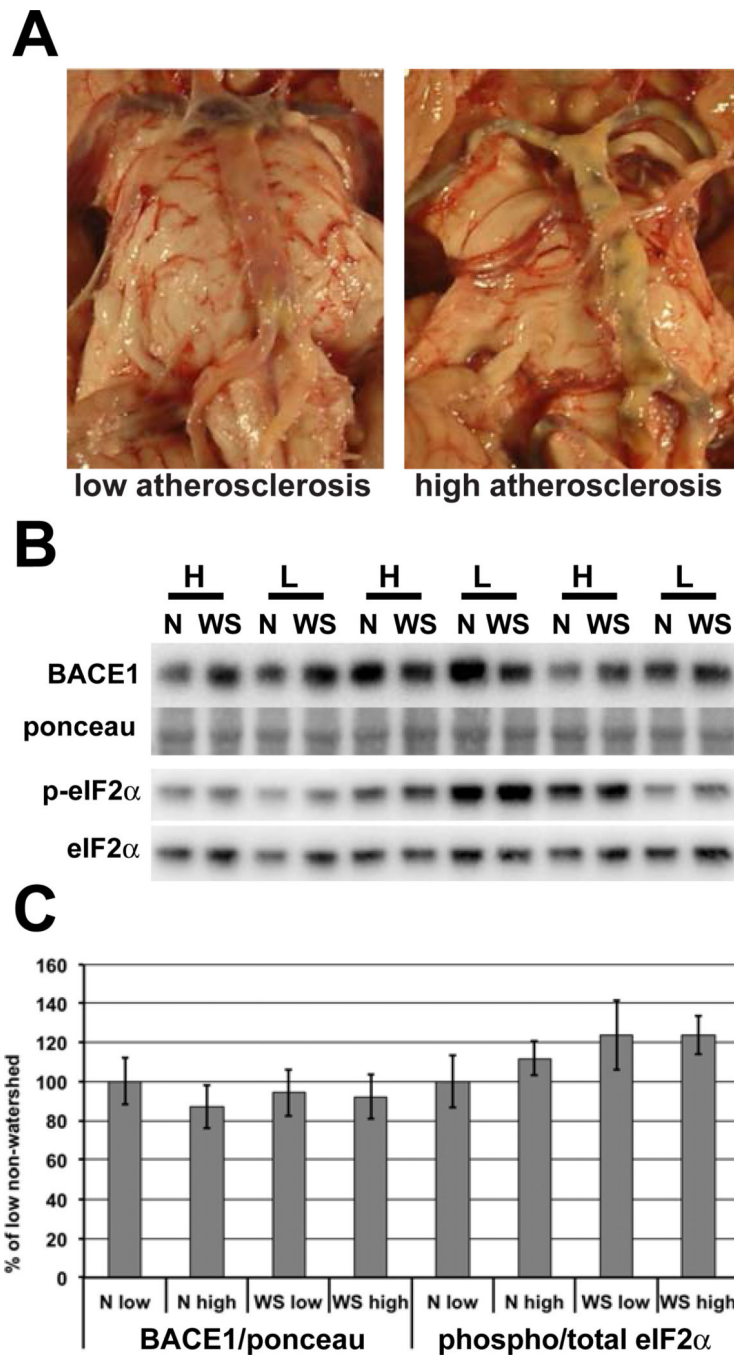 A
low atherosclerosis high atherosclerosis
B
H L H L H L
N WS N WS N WS N WS N WS N WS
BACE1
ponceau
p-eIF2α
eIF2α
C
% of low non-watershed
160
140
120
100
80
60
40
20
0
N low N high WS low WS high N low N high WS low WS high
BACE1/ponceau phospho/total eIF2α